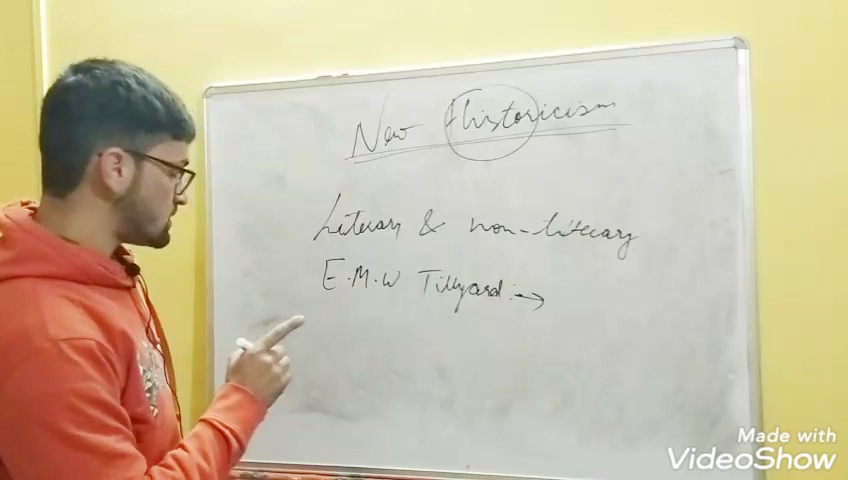 New Historicism
Literary & non-literary
E.M.W Tillyard :→
Made with
VideoShow